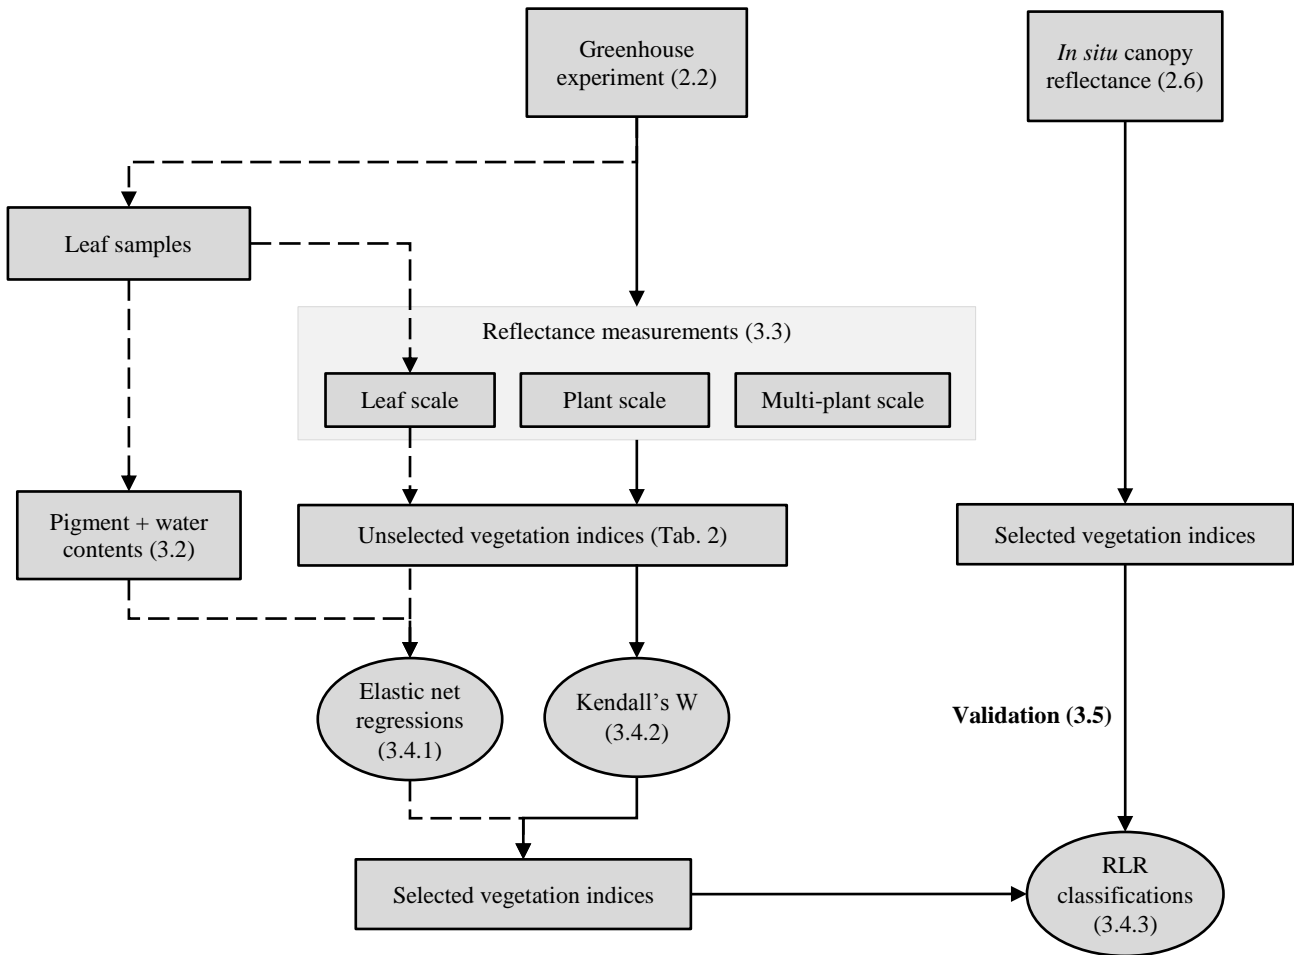 Greenhouse
experiment (2.2)
In situ canopy
reflectance (2.6)
Leaf samples
Reflectance measurements (3.3)
Leaf scale
Plant scale
Multi-plant scale
Pigment + water
contents (3.2)
Unselected vegetation indices (Tab. 2)
Selected vegetation indices
Elastic net
regressions
(3.4.1)
Kendall’s W
(3.4.2)
Validation (3.5)
Selected vegetation indices
RLR
classifications
(3.4.3)